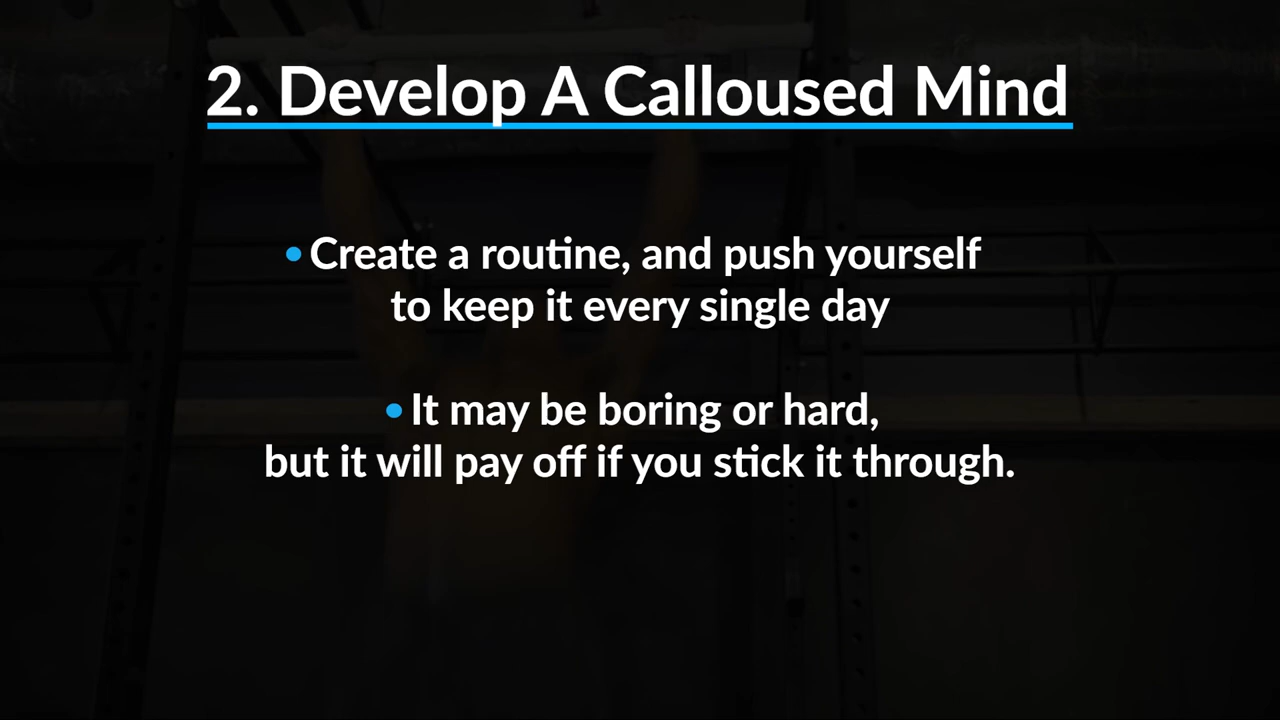 2. Develop A Calloused Mind
• Create a routine, and push yourself
to keep it every single day
• It may be boring or hard,
but it will pay off if you stick it through.